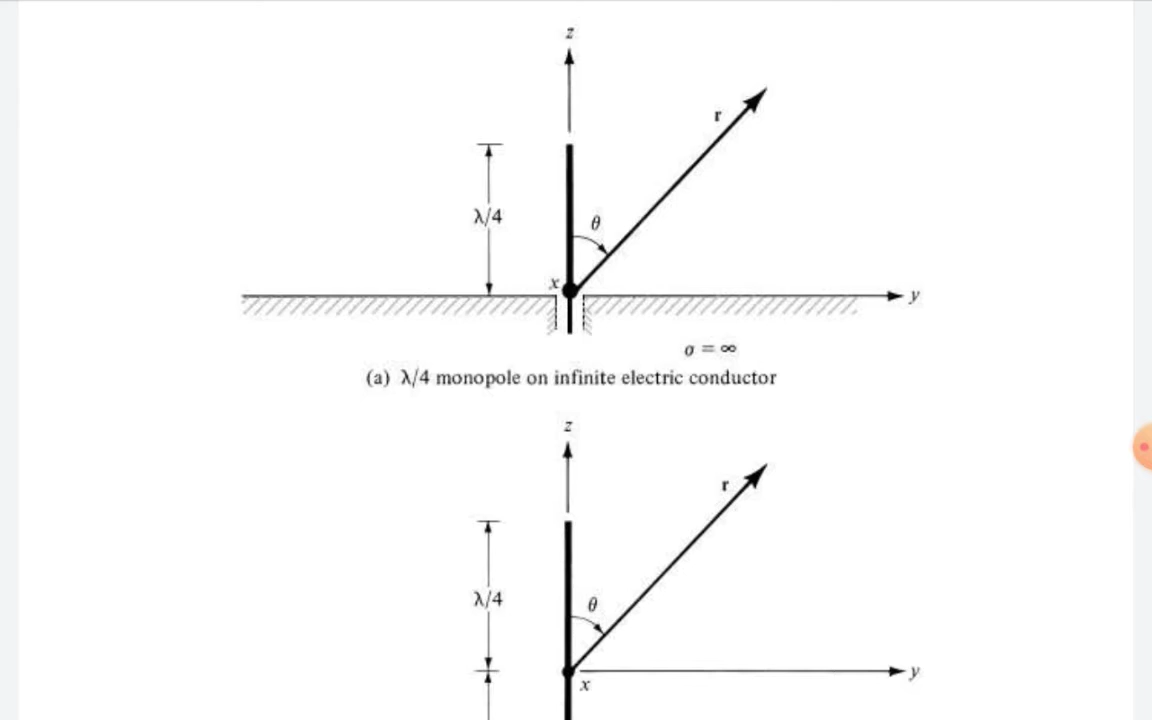 z
r
λ/4
θ
x
y
σ = ∞
(a) λ/4 monopole on infinite electric conductor
z
r
λ/4
θ
y
x